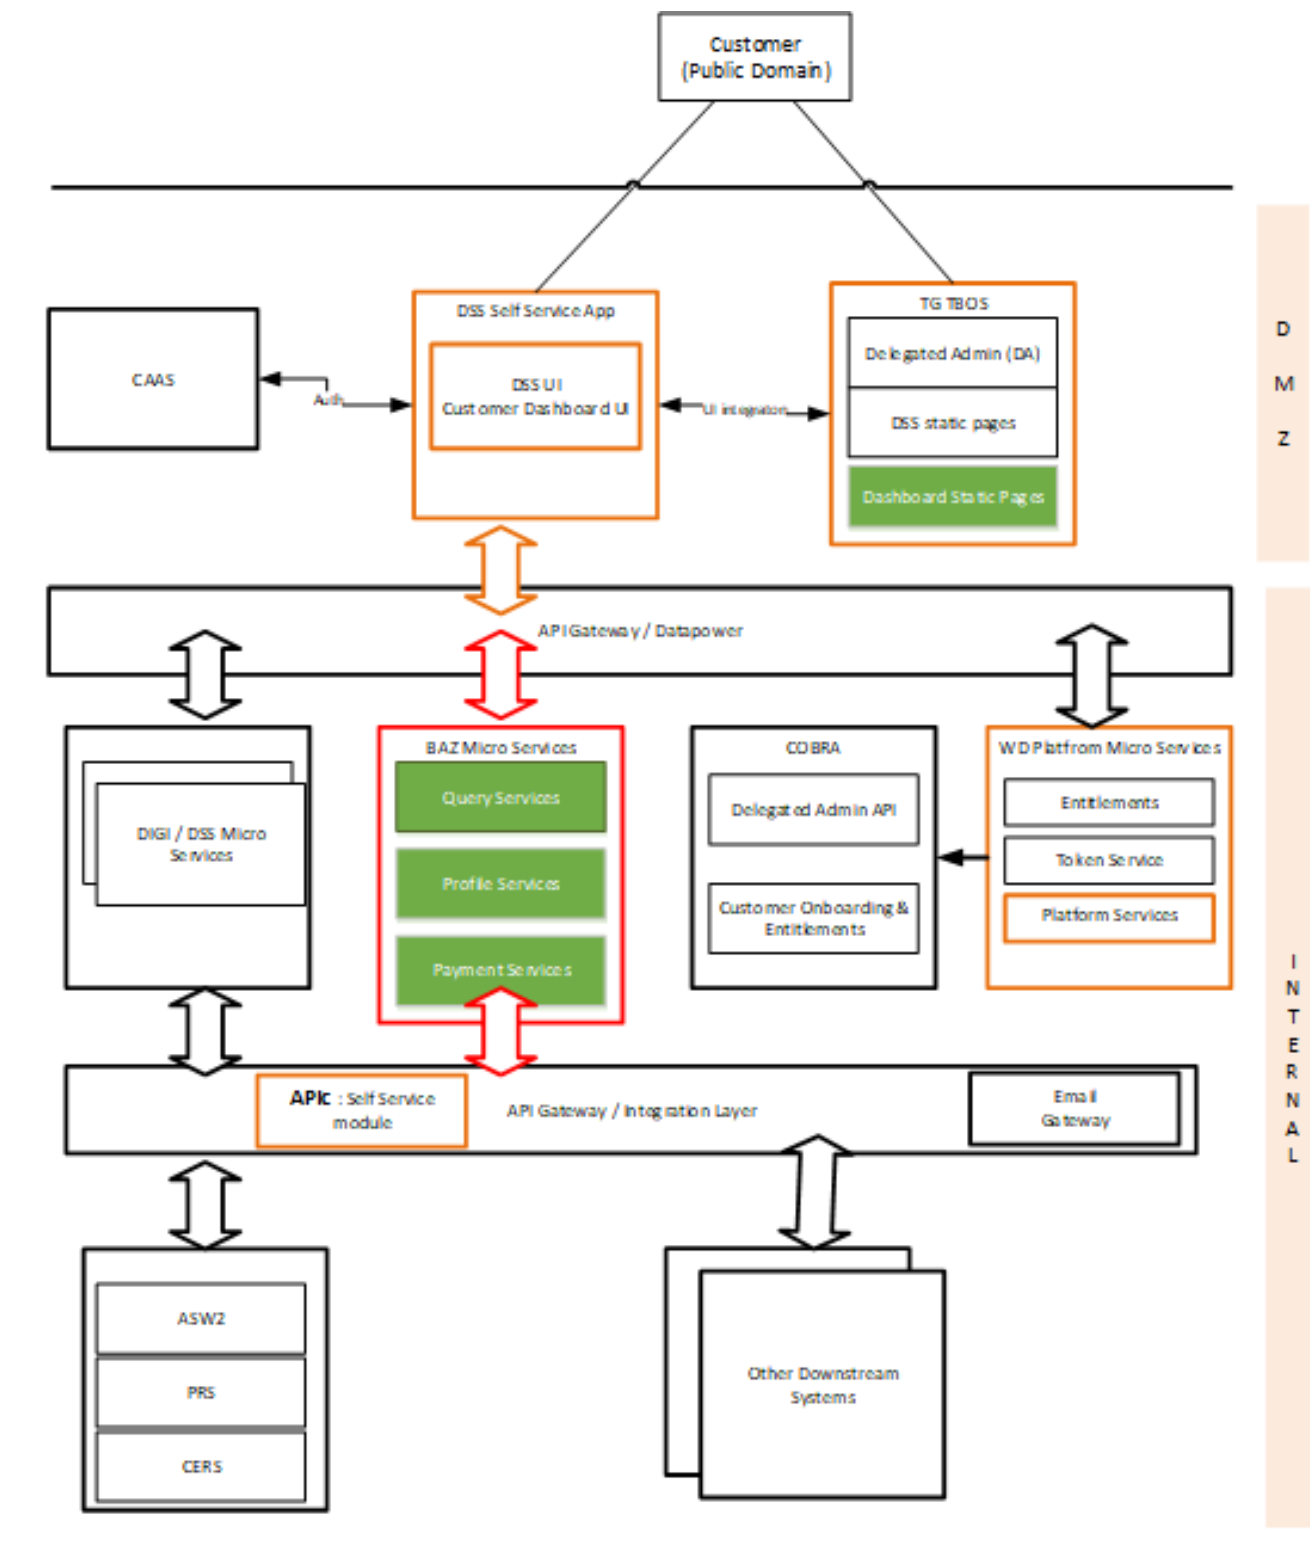 Customer
(Public Domain)
DSS Self Service App
DSS UI
Customer Dashboard UI
CAAS
Auth
UI integraton
TG TBOS
Delegated Admin (DA)
DSS static pages
Dashboard Static Pages
D
M
Z
API Gateway / Datapower
DIGI / DSS Micro
Services
BAZ Micro Services
Query Services
Profile Services
Payment Services
COBRA
Delegated Admin API
Customer Onboarding &
Entitlements
WD Platfrom Micro Services
Entitlements
Token Service
Platform Services
I
N
T
E
R
N
A
L
APIc : Self Service
module
API Gateway / Integration Layer
Email
Gateway
ASW2
PRS
CERS
Other Downstream
Systems